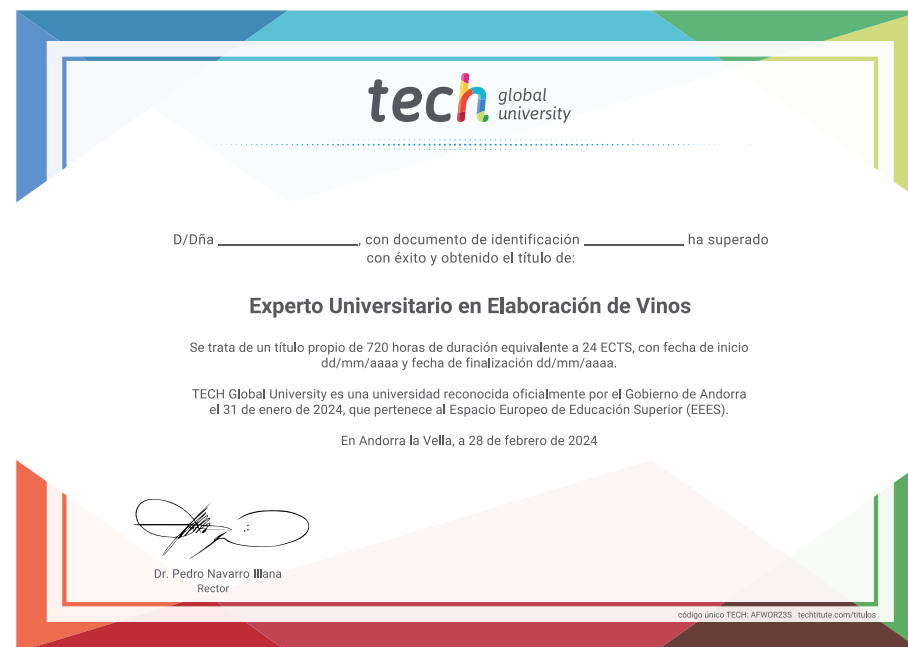 tech global university
D/Dña ____________________, con documento de identificación ______________ ha superado
con éxito y obtenido el título de:
Experto Universitario en Elaboración de Vinos
Se trata de un título propio de 720 horas de duración equivalente a 24 ECTS, con fecha de inicio
dd/mm/aaaa y fecha de finalización dd/mm/aaaa.
TECH Global University es una universidad reconocida oficialmente por el Gobierno de Andorra
el 31 de enero de 2024, que pertenece al Espacio Europeo de Educación Superior (EEES).
En Andorra la Vella, a 28 de febrero de 2024
Dr. Pedro Navarro Illana
Rector
código único TECH: AFWOR23S techtitute.com/titulos